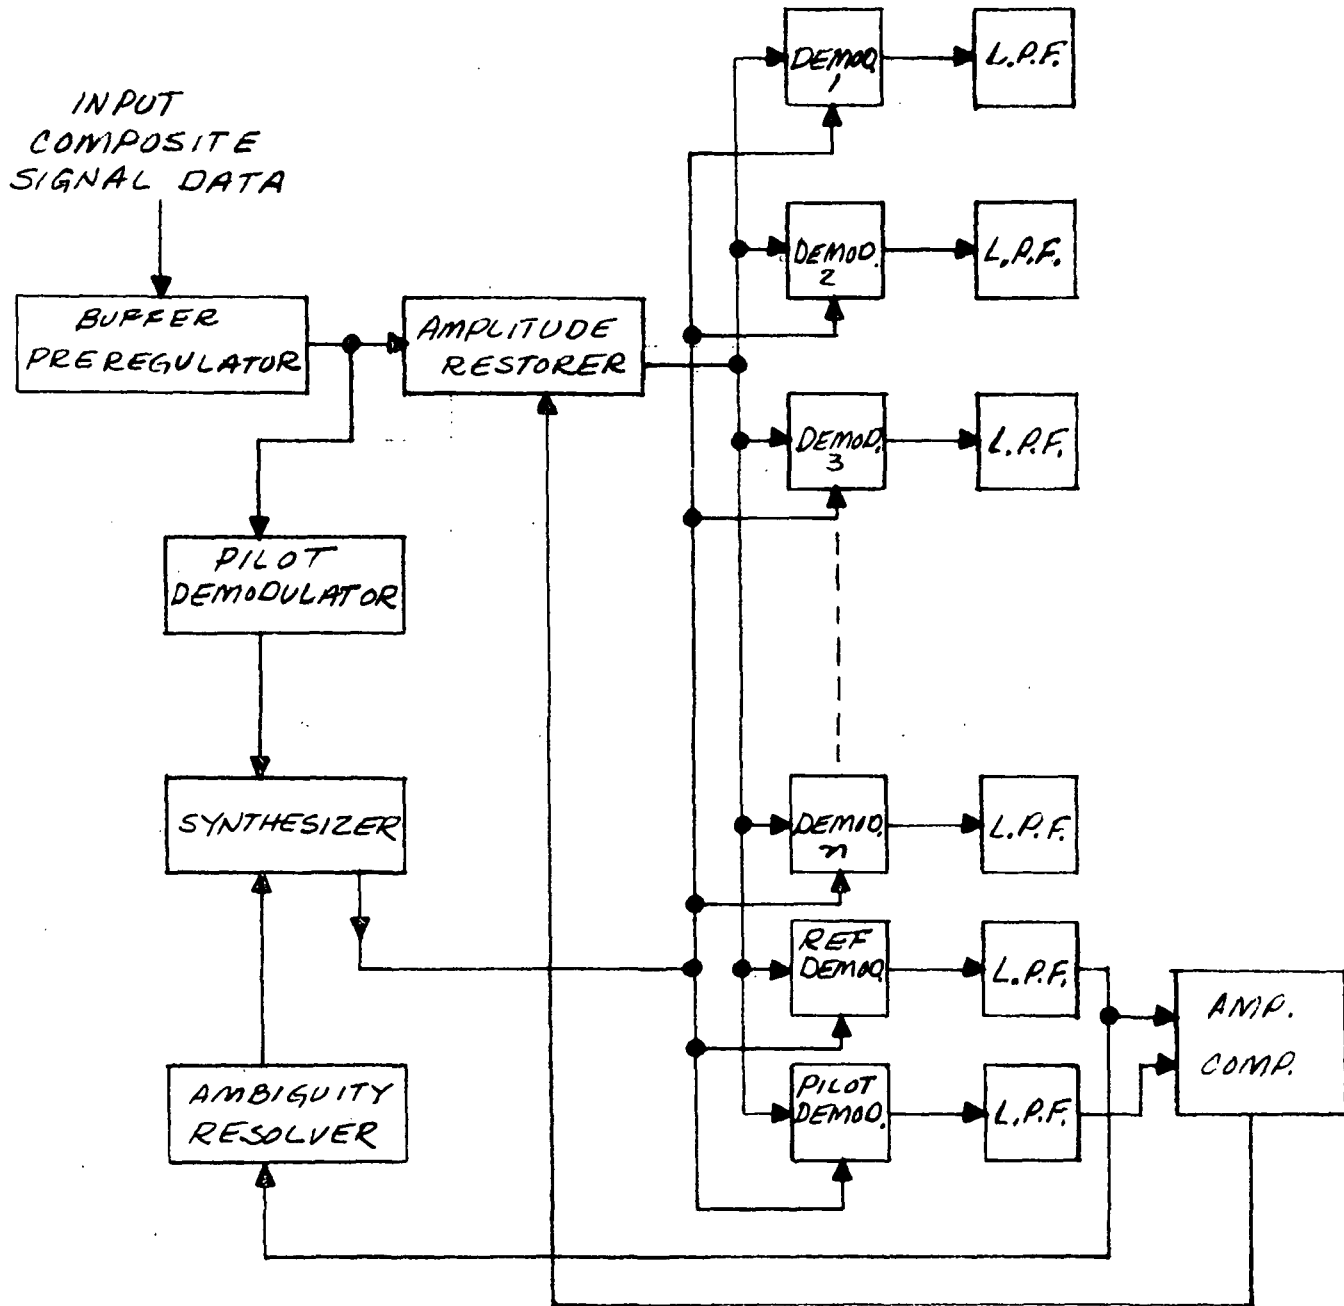 INPUT
COMPOSITE
SIGNAL DATA
BUFFER
PREREGULATOR
AMPLITUDE
RESTORER
PILOT
DEMODULATOR
SYNTHESIZER
AMBIGUITY
RESOLVER
DEMOD.
1
L.P.F.
DEMOD.
2
L.P.F.
DEMOD.
3
L.P.F.
DEMOD.
n
L.P.F.
REF
DEMOD.
L.P.F.
PILOT
DEMOD.
L.P.F.
AMP.
COMP.